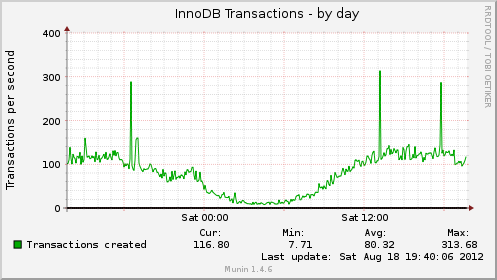 InnoDB Transactions - by day
RRDTOOL / TOBI OETIKER
Transactions per second
400
300
200
100
0
Sat 00:00 Sat 12:00
Cur: Min: Avg: Max:
Transactions created 116.80 7.71 80.32 313.68
Last update: Sat Aug 18 19:40:06 2012
Munin 1.4.6